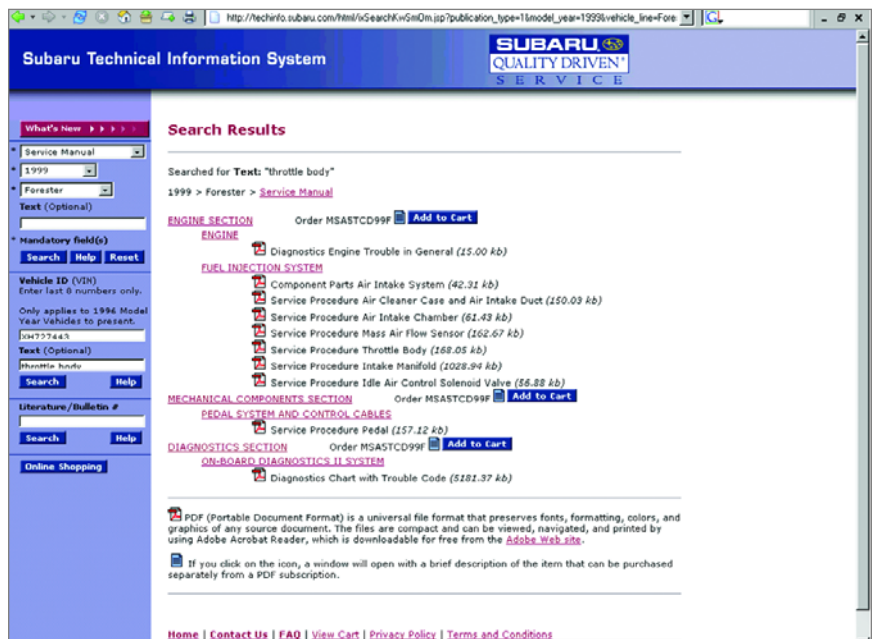 http://techinfo.subaru.com/html/ixSearchKwSmOm.jsp?publication_type=1&model_year=1999&vehicle_line=Fore
Subaru Technical Information System
SUBARU
QUALITY DRIVEN®
SERVICE
What's New
* Service Manual
* 1999
* Forester
Text (Optional)
* Mandatory field(s)
Search Help Reset
Vehicle ID (VIN)
Enter last 8 numbers only.
Only applies to 1996 Model
Year Vehicles to present.
XH727443
Text (Optional)
throttle body
Search Help
Literature/Bulletin #
Search Help
Online Shopping
Search Results
Searched for Text: "throttle body"
1999 > Forester > Service Manual
ENGINE SECTION Order MSA5TCD99F Add to Cart
ENGINE
Diagnostics Engine Trouble in General (15.00 kb)
FUEL INJECTION SYSTEM
Component Parts Air Intake System (42.31 kb)
Service Procedure Air Cleaner Case and Air Intake Duct (150.03 kb)
Service Procedure Air Intake Chamber (61.43 kb)
Service Procedure Mass Air Flow Sensor (162.67 kb)
Service Procedure Throttle Body (168.05 kb)
Service Procedure Intake Manifold (1028.94 kb)
Service Procedure Idle Air Control Solenoid Valve (56.88 kb)
MECHANICAL COMPONENTS SECTION Order MSA5TCD99F Add to Cart
PEDAL SYSTEM AND CONTROL CABLES
Service Procedure Pedal (157.12 kb)
DIAGNOSTICS SECTION Order MSA5TCD99F Add to Cart
ON-BOARD DIAGNOSTICS II SYSTEM
Diagnostics Chart with Trouble Code (5181.37 kb)
PDF (Portable Document Format) is a universal file format that preserves fonts, formatting, colors, and
graphics of any source document. The files are compact and can be viewed, navigated, and printed by
using Adobe Acrobat Reader, which is downloadable for free from the Adobe Web site.
If you click on the icon, a window will open with a brief description of the item that can be purchased
separately from a PDF subscription.
Home | Contact Us | FAQ | View Cart | Privacy Policy | Terms and Conditions